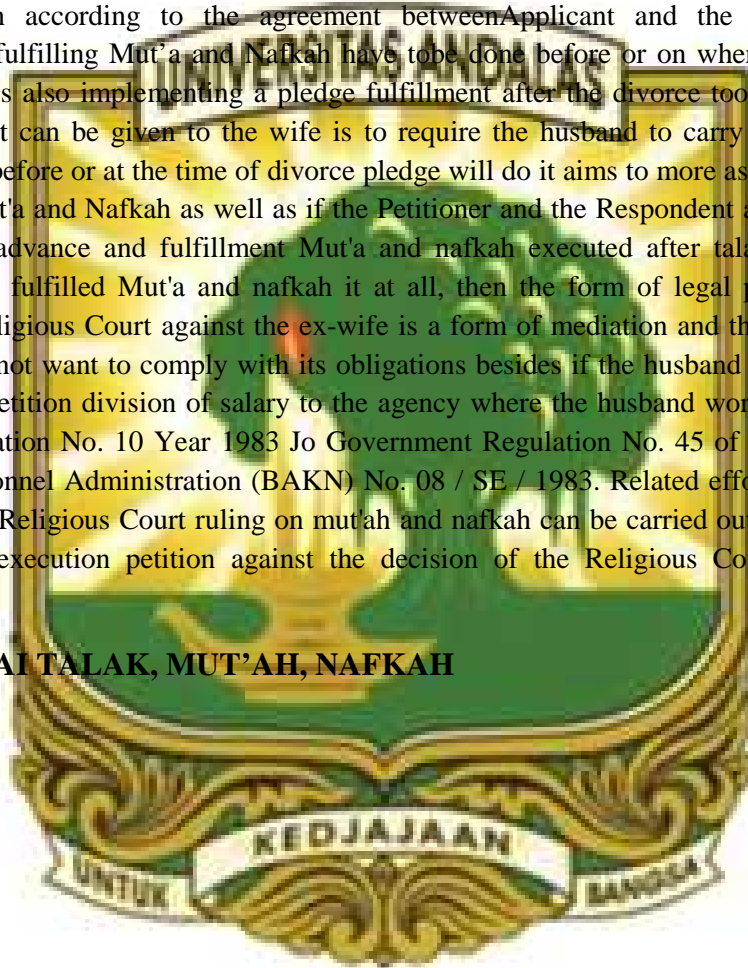 according to the agreement betweenApplicant and the
fulfilling Mut’a and Nafkah have tobe done before or on
UNIVERSITAS ANDALAS
s also implementing a pledge fulfillment after the divorce too
t can be given to the wife is to require the husband to carry
before or at the time of divorce pledge will do it aims to more as
t'a and Nafkah as well as if the Petitioner and the Respondent a
advance and fulfillment Mut'a and nafkah executed after tala
fulfilled Mut'a and nafkah it at all, then the form of legal p
ligious Court against the ex-wife is a form of mediation and th
not want to comply with its obligations besides if the husband
etition division of salary to the agency where the husband wor
ation No. 10 Year 1983 Jo Government Regulation No. 45 of
onnel Administration (BAKN) No. 08 / SE / 1983. Related effo
Religious Court ruling on mut'ah and nafkah can be carried ou
execution petition against the decision of the Religious Co
AI TALAK, MUT’AH, NAFKAH
KEDJAJAAN
UNTUK BANGSA